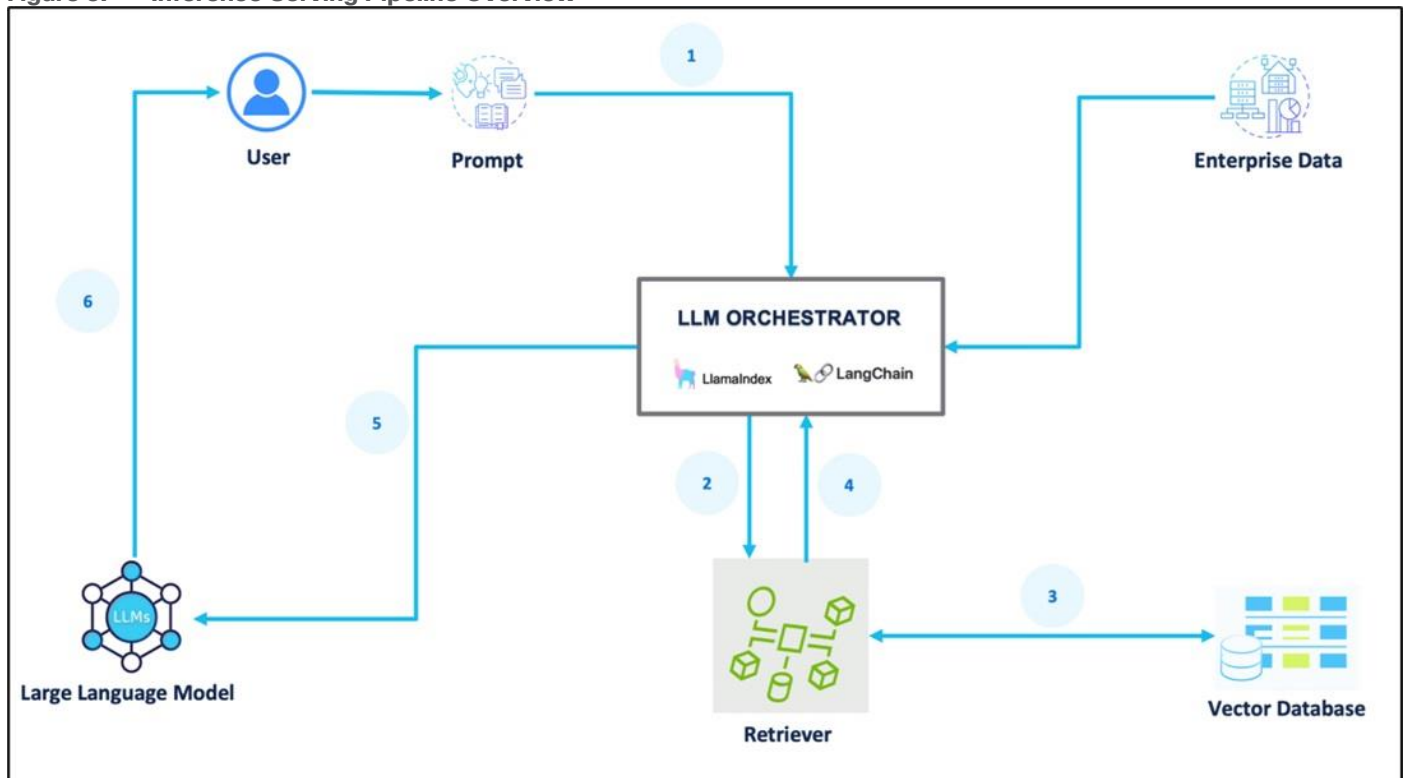 1
User
Prompt
Enterprise Data
LLM ORCHESTRATOR
LlamaIndex
LangChain
6
5
2
4
3
LLMs
Large Language Model
Retriever
Vector Database